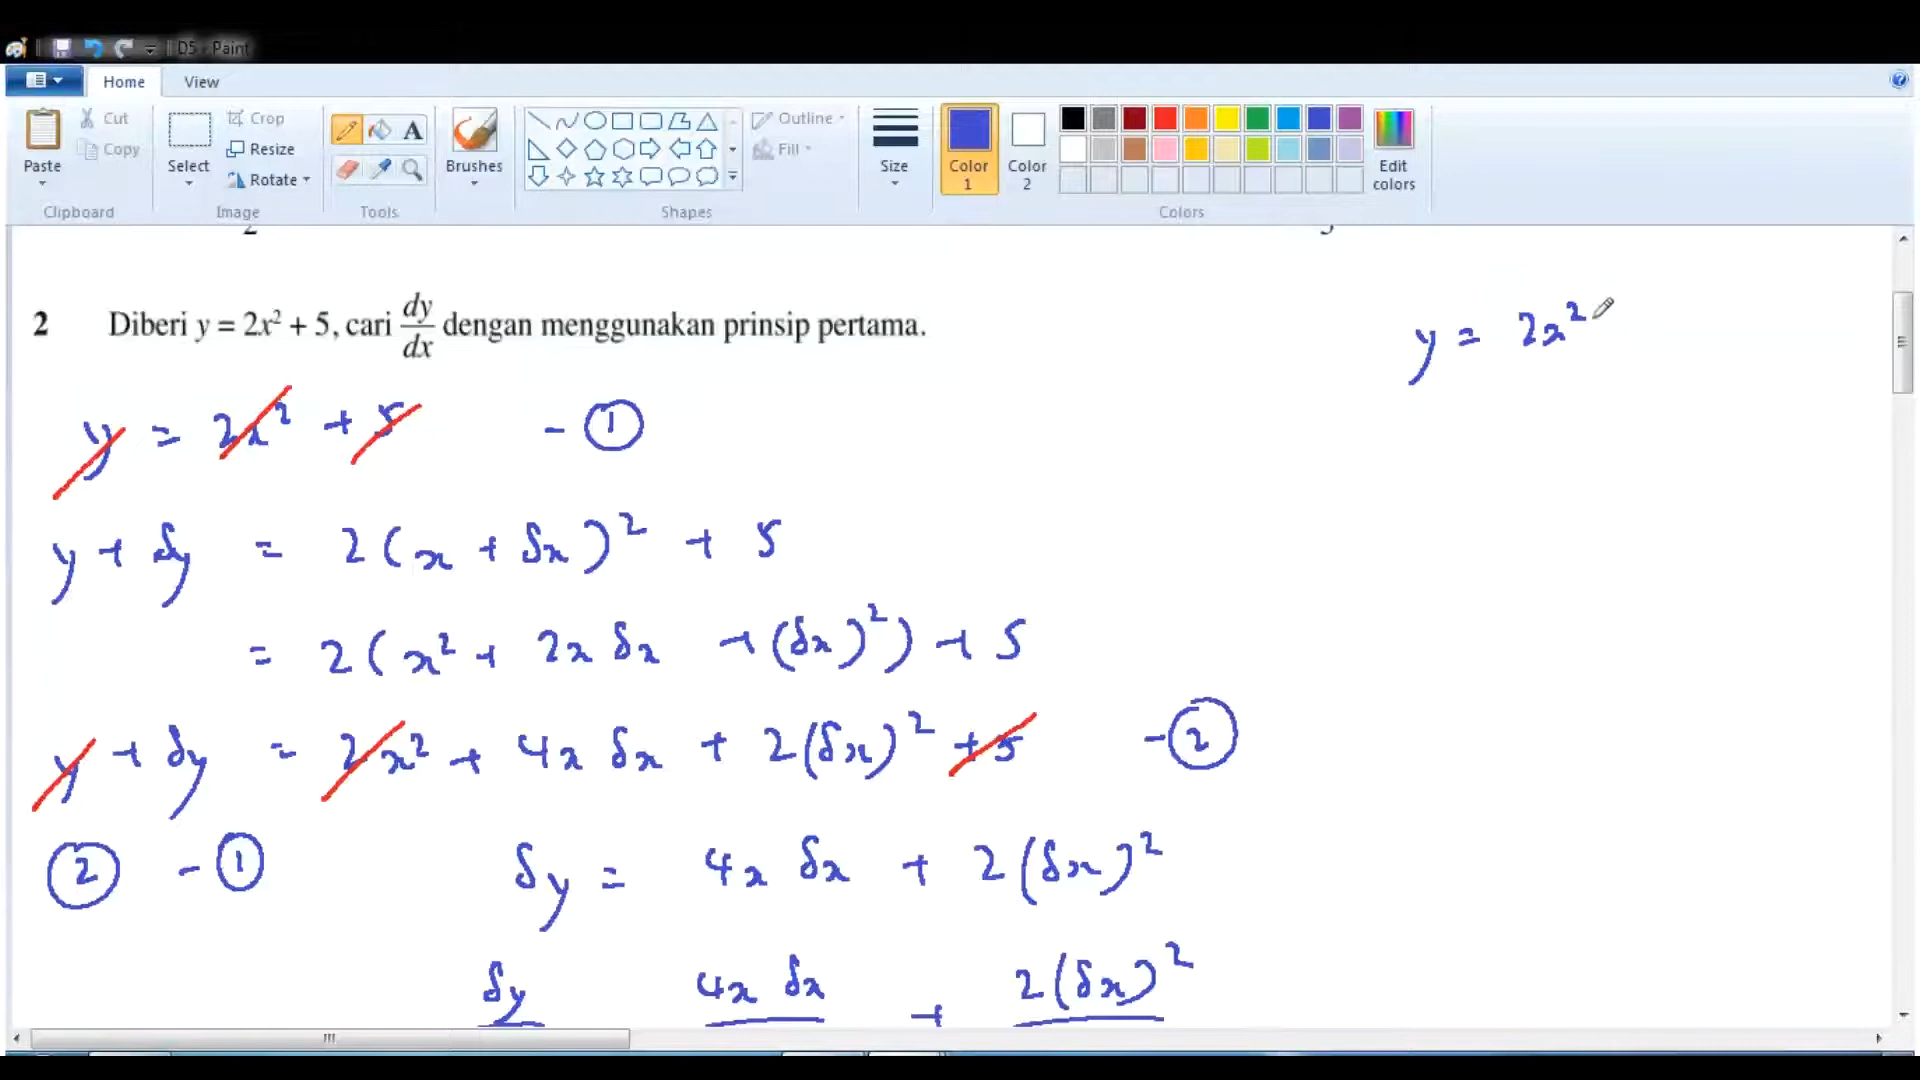 D5 - Paint
Home View
Paste Cut Copy Clipboard
Select Crop Resize Rotate Image
A Tools
Brushes
Outline Fill Shapes
Size
Color 1 Color 2 Edit colors Colors
2 Diberi y = 2x² + 5, cari dy/dx dengan menggunakan prinsip pertama.
y = 2x²
y = 2x² + 5 - ①
y + δy = 2(x + δx)² + 5
= 2(x² + 2x δx + (δx)²) + 5
y + δy = 2x² + 4x δx + 2(δx)² + 5 - ②
② - ① δy = 4x δx + 2(δx)²
δy 4x δx + 2(δx)²